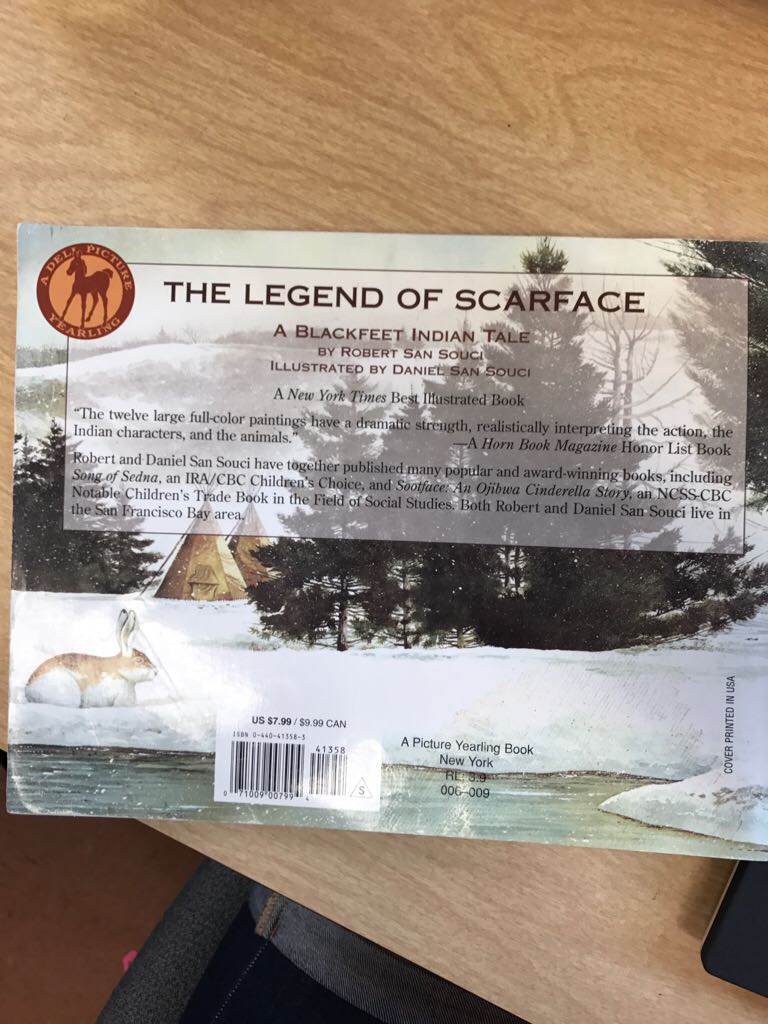 A DELL PICTURE YEARLING
THE LEGEND OF SCARFACE
A BLACKFEET INDIAN TALE
BY ROBERT SAN SOUCI
ILLUSTRATED BY DANIEL SAN SOUCI
A New York Times Best Illustrated Book
"The twelve large full-color paintings have a dramatic strength, realistically interpreting the action, the
Indian characters, and the animals."
—A Horn Book Magazine Honor List Book
Robert and Daniel San Souci have together published many popular and award-winning books, including
Song of Sedna, an IRA/CBC Children's Choice, and Sootface: An Ojibwa Cinderella Story, an NCSS-CBC
Notable Children's Trade Book in the Field of Social Studies. Both Robert and Daniel San Souci live in
the San Francisco Bay area.
US $7.99 / $9.99 CAN
ISBN 0-440-41358-3
41358
0 71009 00799 4
S
A Picture Yearling Book
New York
RL: 3.9
006–009
COVER PRINTED IN USA